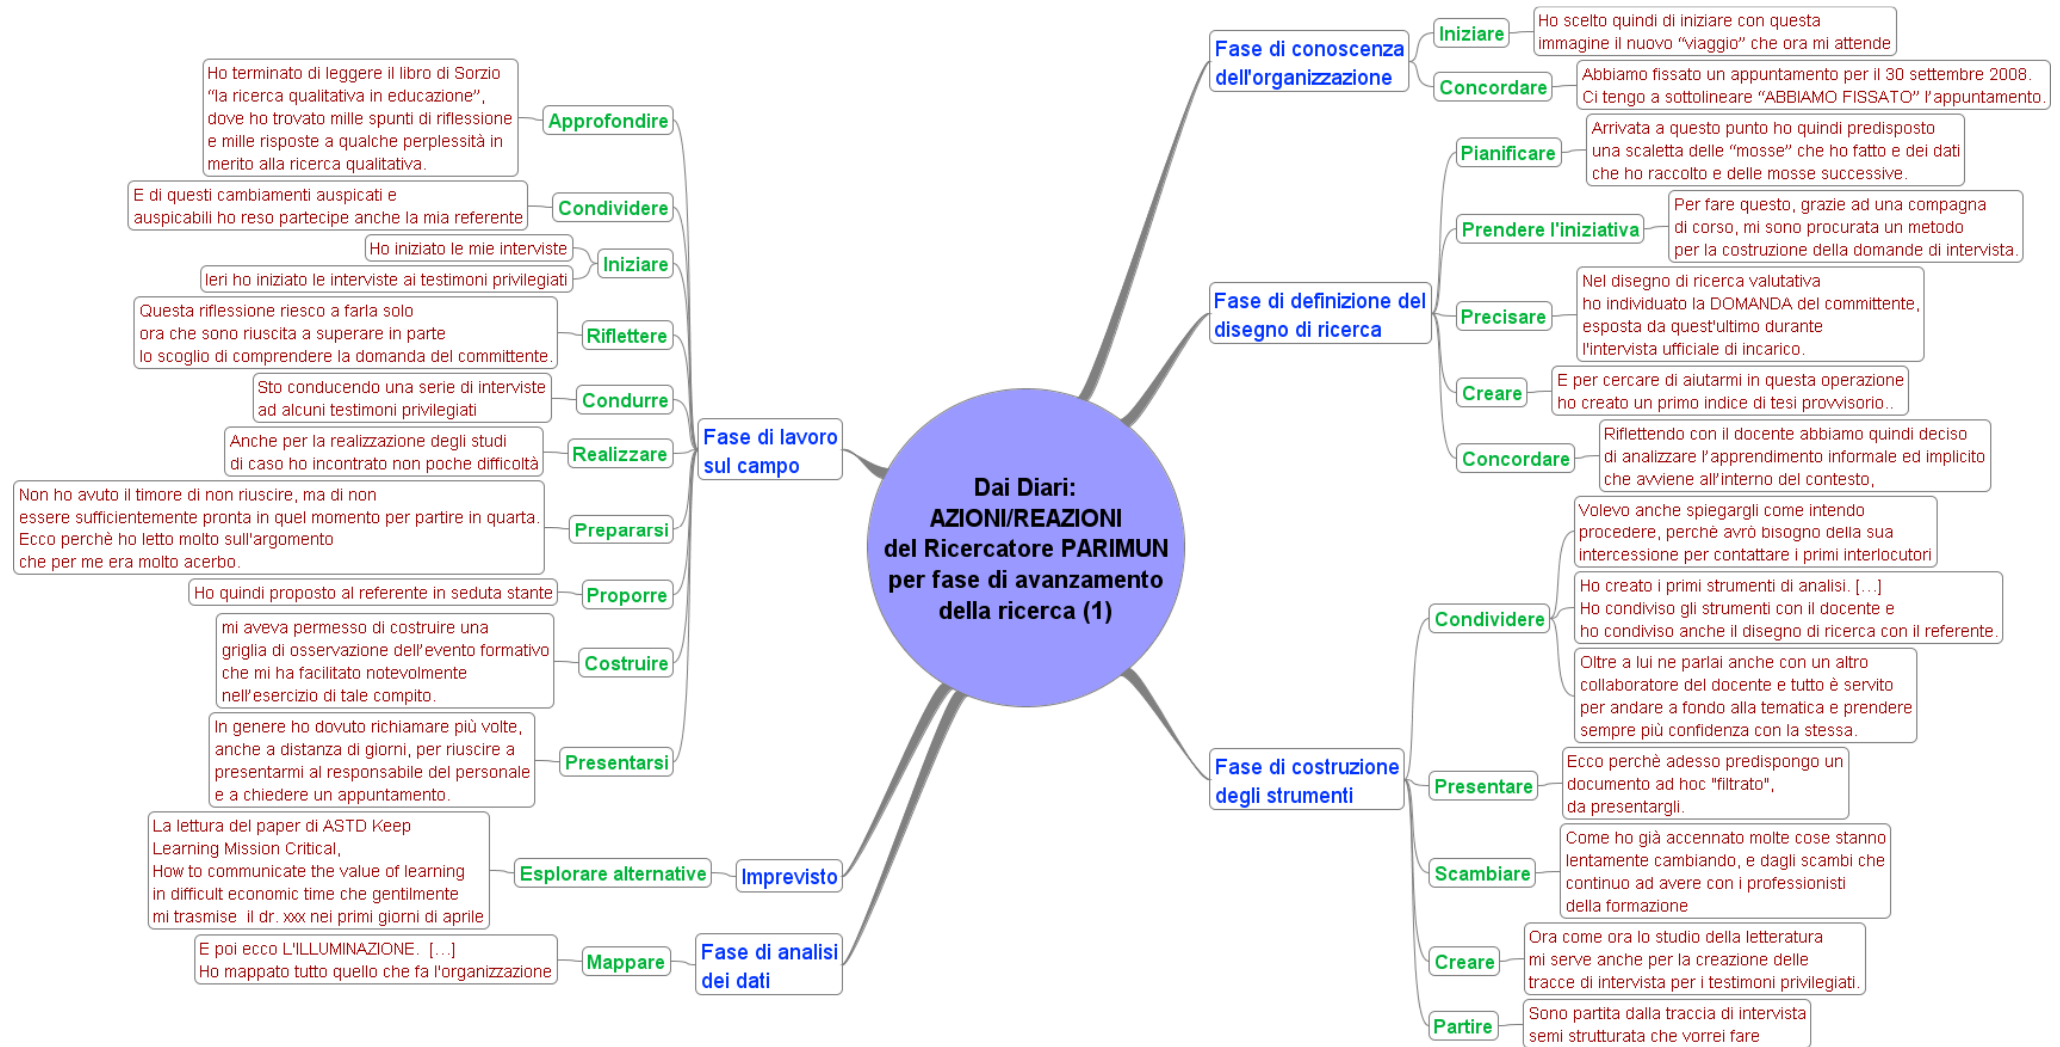 Dai Diari:
AZIONI/REAZIONI
del Ricercatore PARIMUN
per fase di avanzamento
della ricerca (1)
Fase di conoscenza
dell'organizzazione
Iniziare
Ho scelto quindi di iniziare con questa
immagine il nuovo “viaggio” che ora mi attende
Concordare
Abbiamo fissato un appuntamento per il 30 settembre 2008.
Ci tengo a sottolineare “ABBIAMO FISSATO” l’appuntamento.
Fase di definizione del
disegno di ricerca
Pianificare
Arrivata a questo punto ho quindi predisposto
una scaletta delle “mosse” che ho fatto e dei dati
che ho raccolto e delle mosse successive.
Prendere l'iniziativa
Per fare questo, grazie ad una compagna
di corso, mi sono procurata un metodo
per la costruzione della domande di intervista.
Precisare
Nel disegno di ricerca valutativa
ho individuato la DOMANDA del committente,
esposta da quest'ultimo durante
l'intervista ufficiale di incarico.
Creare
E per cercare di aiutarmi in questa operazione
ho creato un primo indice di tesi provvisorio..
Concordare
Riflettendo con il docente abbiamo quindi deciso
di analizzare l’apprendimento informale ed implicito
che avviene all’interno del contesto,
Fase di costruzione
degli strumenti
Condividere
Volevo anche spiegargli come intendo
procedere, perchè avrò bisogno della sua
intercessione per contattare i primi interlocutori
Ho creato i primi strumenti di analisi. […]
Ho condiviso gli strumenti con il docente e
ho condiviso anche il disegno di ricerca con il referente.
Oltre a lui ne parlai anche con un altro
collaboratore del docente e tutto è servito
per andare a fondo alla tematica e prendere
sempre più confidenza con la stessa.
Presentare
Ecco perchè adesso predispongo un
documento ad hoc "filtrato",
da presentargli.
Scambiare
Come ho già accennato molte cose stanno
lentamente cambiando, e dagli scambi che
continuo ad avere con i professionisti
della formazione
Creare
Ora come ora lo studio della letteratura
mi serve anche per la creazione delle
tracce di intervista per i testimoni privilegiati.
Partire
Sono partita dalla traccia di intervista
semi strutturata che vorrei fare
Fase di lavoro
sul campo
Approfondire
Ho terminato di leggere il libro di Sorzio
“la ricerca qualitativa in educazione”,
dove ho trovato mille spunti di riflessione
e mille risposte a qualche perplessità in
merito alla ricerca qualitativa.
Condividere
E di questi cambiamenti auspicati e
auspicabili ho reso partecipe anche la mia referente
Iniziare
Ho iniziato le mie interviste
Ieri ho iniziato le interviste ai testimoni privilegiati
Riflettere
Questa riflessione riesco a farla solo
ora che sono riuscita a superare in parte
lo scoglio di comprendere la domanda del committente.
Condurre
Sto conducendo una serie di interviste
ad alcuni testimoni privilegiati
Realizzare
Anche per la realizzazione degli studi
di caso ho incontrato non poche difficoltà
Prepararsi
Non ho avuto il timore di non riuscire, ma di non
essere sufficientemente pronta in quel momento per partire in quarta.
Ecco perchè ho letto molto sull'argomento
che per me era molto acerbo.
Proporre
Ho quindi proposto al referente in seduta stante
Costruire
mi aveva permesso di costruire una
griglia di osservazione dell’evento formativo
che mi ha facilitato notevolmente
nell’esercizio di tale compito.
Presentarsi
In genere ho dovuto richiamare più volte,
anche a distanza di giorni, per riuscire a
presentarmi al responsabile del personale
e a chiedere un appuntamento.
Imprevisto
Esplorare alternative
La lettura del paper di ASTD Keep
Learning Mission Critical,
How to communicate the value of learning
in difficult economic time che gentilmente
mi trasmise il dr. xxx nei primi giorni di aprile
Fase di analisi
dei dati
Mappare
E poi ecco L'ILLUMINAZIONE. […]
Ho mappato tutto quello che fa l'organizzazione